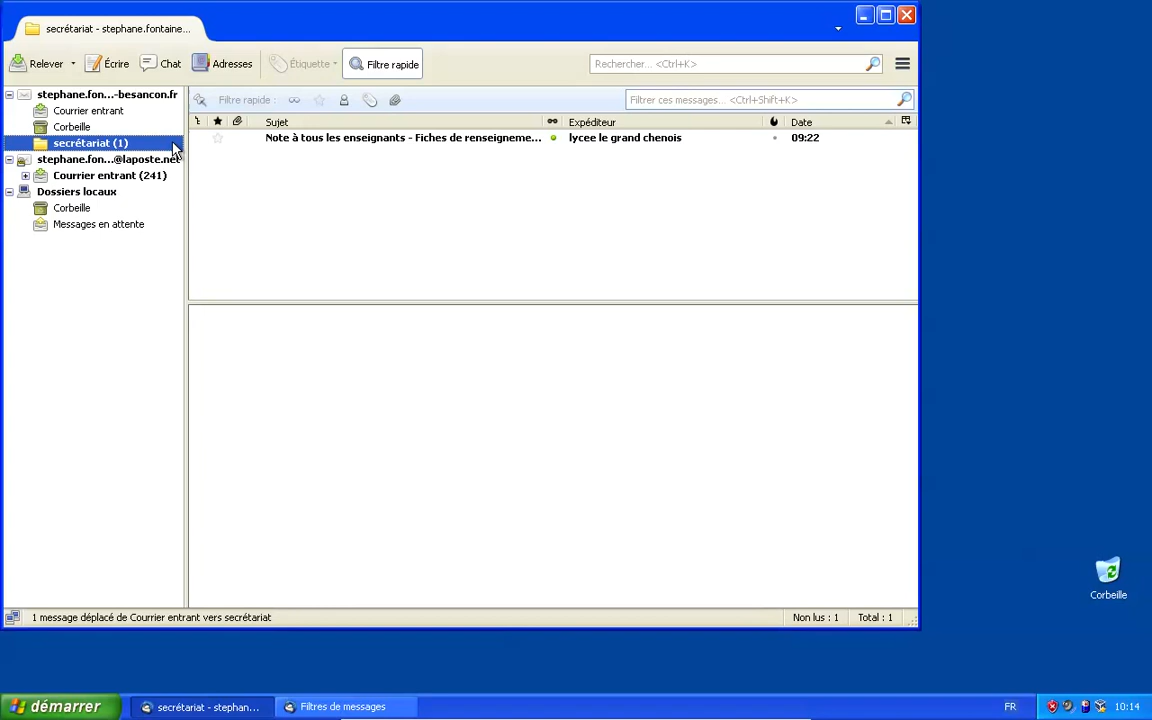 secrétariat - stephane.fontaine...
Relever Écrire Chat Adresses Étiquette Filtre rapide Rechercher... <Ctrl+K>
stephane.fon...-besancon.fr
Courrier entrant
Corbeille
secrétariat (1)
stephane.fon...@laposte.net
Courrier entrant (241)
Dossiers locaux
Corbeille
Messages en attente
Filtre rapide : Filtrer ces messages... <Ctrl+Shift+K>
Sujet Expéditeur Date
Note à tous les enseignants - Fiches de renseigneme... lycee le grand chenois 09:22
Corbeille
1 message déplacé de Courrier entrant vers secrétariat Non lus : 1 Total : 1
démarrer secrétariat - stephan... Filtres de messages FR 10:14